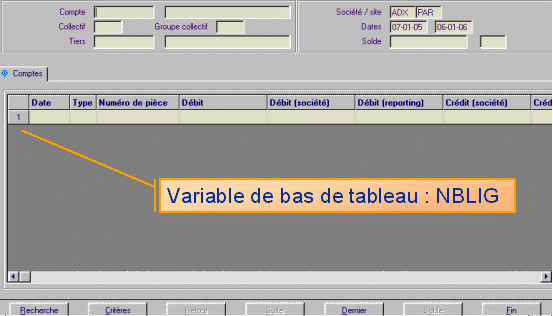 Compte Société / site ADX PAR
Collectif Groupe collectif Dates 07-01-05 06-01-06
Tiers Solde
Comptes
Date Type Numéro de pièce Débit Débit (société) Débit (reporting) Crédit (société) Créd
1
Variable de bas de tableau : NBLIG
Recherche Critères Retour Suite Dernier Solde Fin